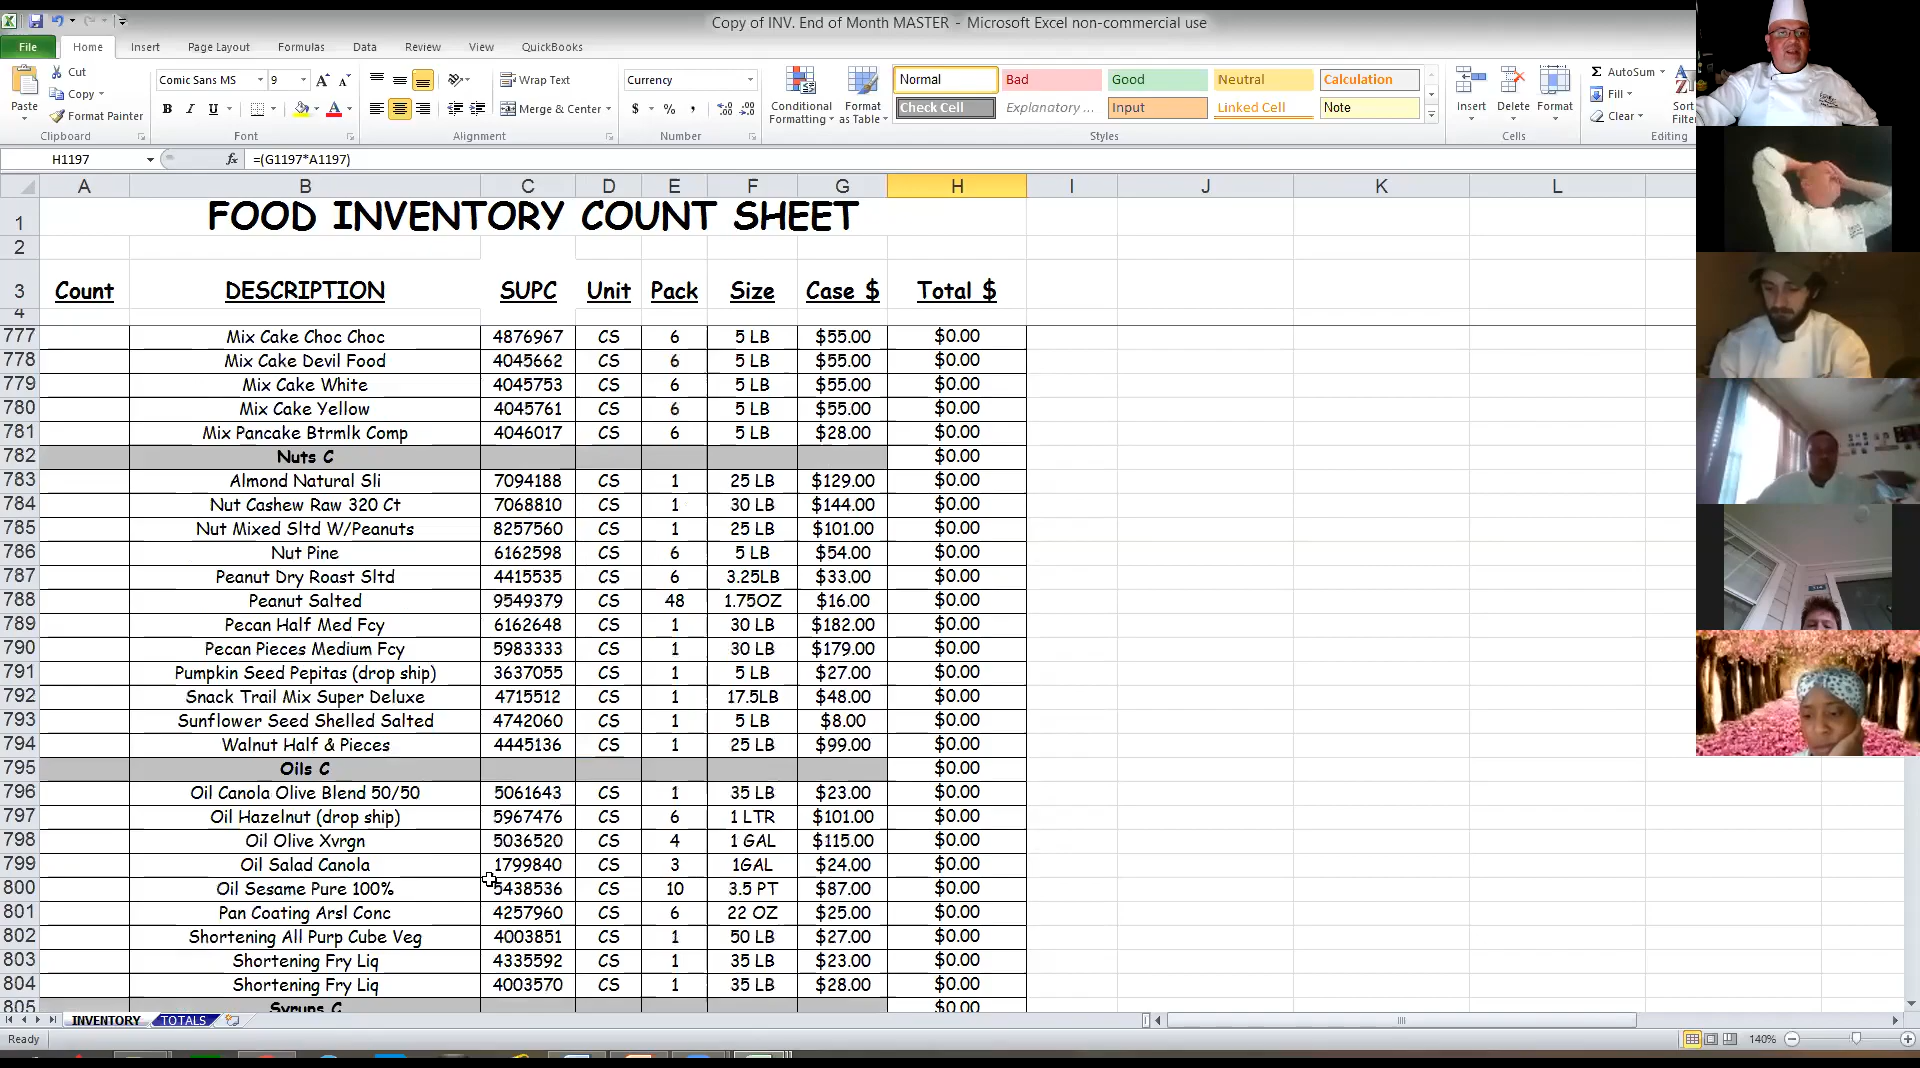 Copy of INV. End of Month MASTER - Microsoft Excel non-commercial use
File Home Insert Page Layout Formulas Data Review View QuickBooks
Cut
Copy
Format Painter
Paste
Clipboard
Comic Sans MS 9
B I U
Font
Wrap Text
Merge & Center
Alignment
Currency
$ % ,
Number
Conditional Formatting
Format as Table
Normal Bad Good Neutral Calculation
Check Cell Explanatory ... Input Linked Cell Note
Styles
Insert Delete Format
Cells
AutoSum
Fill
Clear
Sort
Filter
Editing
H1197 fx =(G1197*A1197)
A B C D E F G H I J K L
1 FOOD INVENTORY COUNT SHEET
2
3 Count DESCRIPTION SUPC Unit Pack Size Case $ Total $
4
777 Mix Cake Choc Choc 4876967 CS 6 5 LB $55.00 $0.00
778 Mix Cake Devil Food 4045662 CS 6 5 LB $55.00 $0.00
779 Mix Cake White 4045753 CS 6 5 LB $55.00 $0.00
780 Mix Cake Yellow 4045761 CS 6 5 LB $55.00 $0.00
781 Mix Pancake Btrmlk Comp 4046017 CS 6 5 LB $28.00 $0.00
782 Nuts C $0.00
783 Almond Natural Sli 7094188 CS 1 25 LB $129.00 $0.00
784 Nut Cashew Raw 320 Ct 7068810 CS 1 30 LB $144.00 $0.00
785 Nut Mixed Sltd W/Peanuts 8257560 CS 1 25 LB $101.00 $0.00
786 Nut Pine 6162598 CS 6 5 LB $54.00 $0.00
787 Peanut Dry Roast Sltd 4415535 CS 6 3.25LB $33.00 $0.00
788 Peanut Salted 9549379 CS 48 1.75OZ $16.00 $0.00
789 Pecan Half Med Fcy 6162648 CS 1 30 LB $182.00 $0.00
790 Pecan Pieces Medium Fcy 5983333 CS 1 30 LB $179.00 $0.00
791 Pumpkin Seed Pepitas (drop ship) 3637055 CS 1 5 LB $27.00 $0.00
792 Snack Trail Mix Super Deluxe 4715512 CS 1 17.5LB $48.00 $0.00
793 Sunflower Seed Shelled Salted 4742060 CS 1 5 LB $8.00 $0.00
794 Walnut Half & Pieces 4445136 CS 1 25 LB $99.00 $0.00
795 Oils C $0.00
796 Oil Canola Olive Blend 50/50 5061643 CS 1 35 LB $23.00 $0.00
797 Oil Hazelnut (drop ship) 5967476 CS 6 1 LTR $101.00 $0.00
798 Oil Olive Xvrgn 5036520 CS 4 1 GAL $115.00 $0.00
799 Oil Salad Canola 1799840 CS 3 1GAL $24.00 $0.00
800 Oil Sesame Pure 100% 5438536 CS 10 3.5 PT $87.00 $0.00
801 Pan Coating Arsl Conc 4257960 CS 6 22 OZ $25.00 $0.00
802 Shortening All Purp Cube Veg 4003851 CS 1 50 LB $27.00 $0.00
803 Shortening Fry Liq 4335592 CS 1 35 LB $23.00 $0.00
804 Shortening Fry Liq 4003570 CS 1 35 LB $28.00 $0.00
805 Syrups C $0.00
INVENTORY TOTALS
Ready 140%